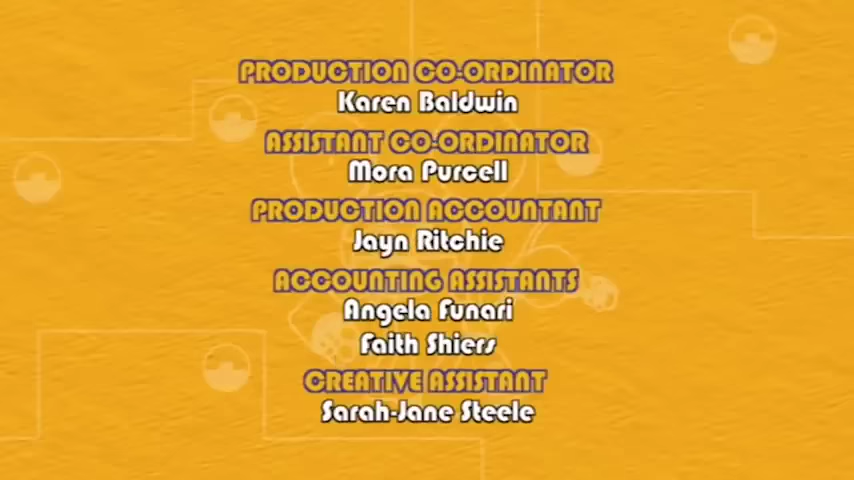 PRODUCTION CO-ORDINATOR
Karen Baldwin
ASSISTANT CO-ORDINATOR
Mora Purcell
PRODUCTION ACCOUNTANT
Jayn Ritchie
ACCOUNTING ASSISTANTS
Angela Funari
Faith Shiers
CREATIVE ASSISTANT
Sarah-Jane Steele